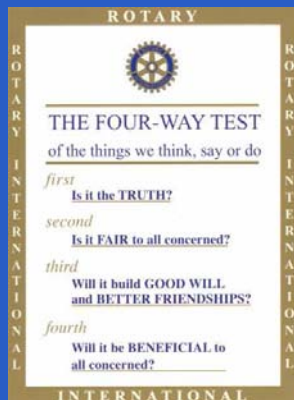 ROTARY
ROTARY INTERNATIONAL
ROTARY INTERNATIONAL
THE FOUR-WAY TEST
of the things we think, say or do
first
Is it the TRUTH?
second
Is it FAIR to all concerned?
third
Will it build GOOD WILL
and BETTER FRIENDSHIPS?
fourth
Will it be BENEFICIAL to
all concerned?
INTERNATIONAL